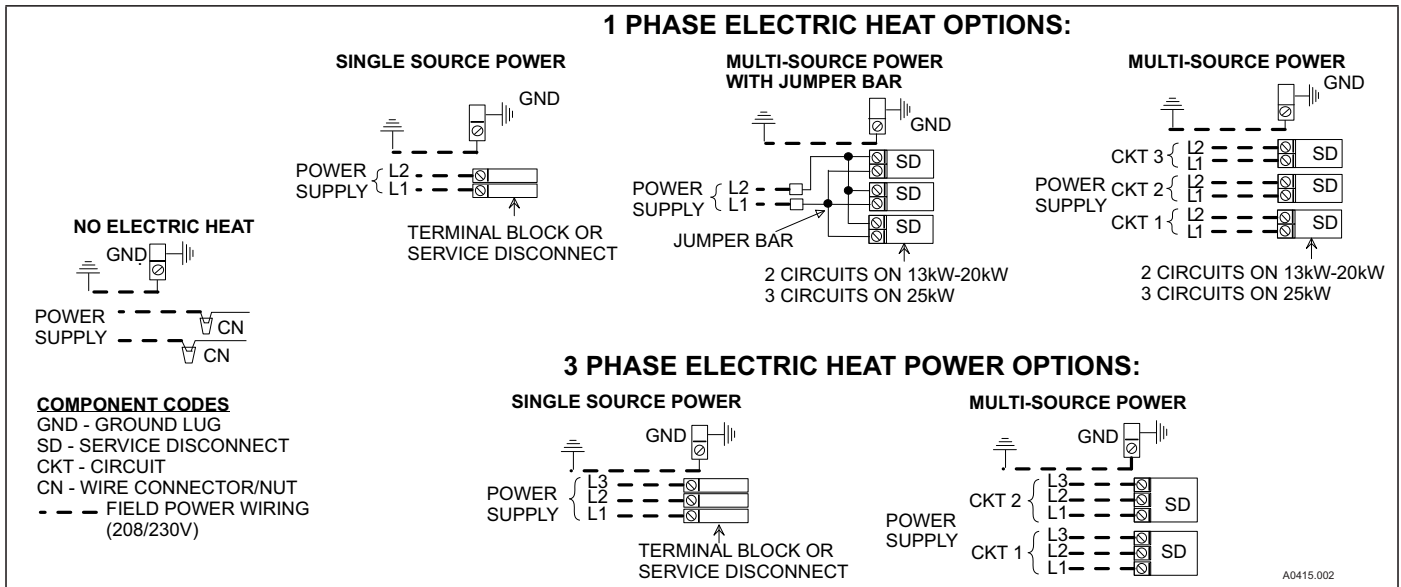 1 PHASE ELECTRIC HEAT OPTIONS:
SINGLE SOURCE POWER
GND
POWER
SUPPLY
L2
L1
TERMINAL BLOCK OR
SERVICE DISCONNECT
MULTI-SOURCE POWER
WITH JUMPER BAR
GND
POWER
SUPPLY
L2
L1
SD
SD
SD
JUMPER BAR
2 CIRCUITS ON 13kW-20kW
3 CIRCUITS ON 25kW
MULTI-SOURCE POWER
GND
POWER
SUPPLY
CKT 3
L2
L1
SD
CKT 2
L2
L1
SD
CKT 1
L2
L1
SD
2 CIRCUITS ON 13kW-20kW
3 CIRCUITS ON 25kW
NO ELECTRIC HEAT
GND
POWER
SUPPLY
CN
CN
COMPONENT CODES
GND - GROUND LUG
SD - SERVICE DISCONNECT
CKT - CIRCUIT
CN - WIRE CONNECTOR/NUT
FIELD POWER WIRING
(208/230V)
3 PHASE ELECTRIC HEAT POWER OPTIONS:
SINGLE SOURCE POWER
GND
POWER
SUPPLY
L3
L2
L1
TERMINAL BLOCK OR
SERVICE DISCONNECT
MULTI-SOURCE POWER
GND
POWER
SUPPLY
CKT 2
L3
L2
L1
SD
CKT 1
L3
L2
L1
SD
A0415.002